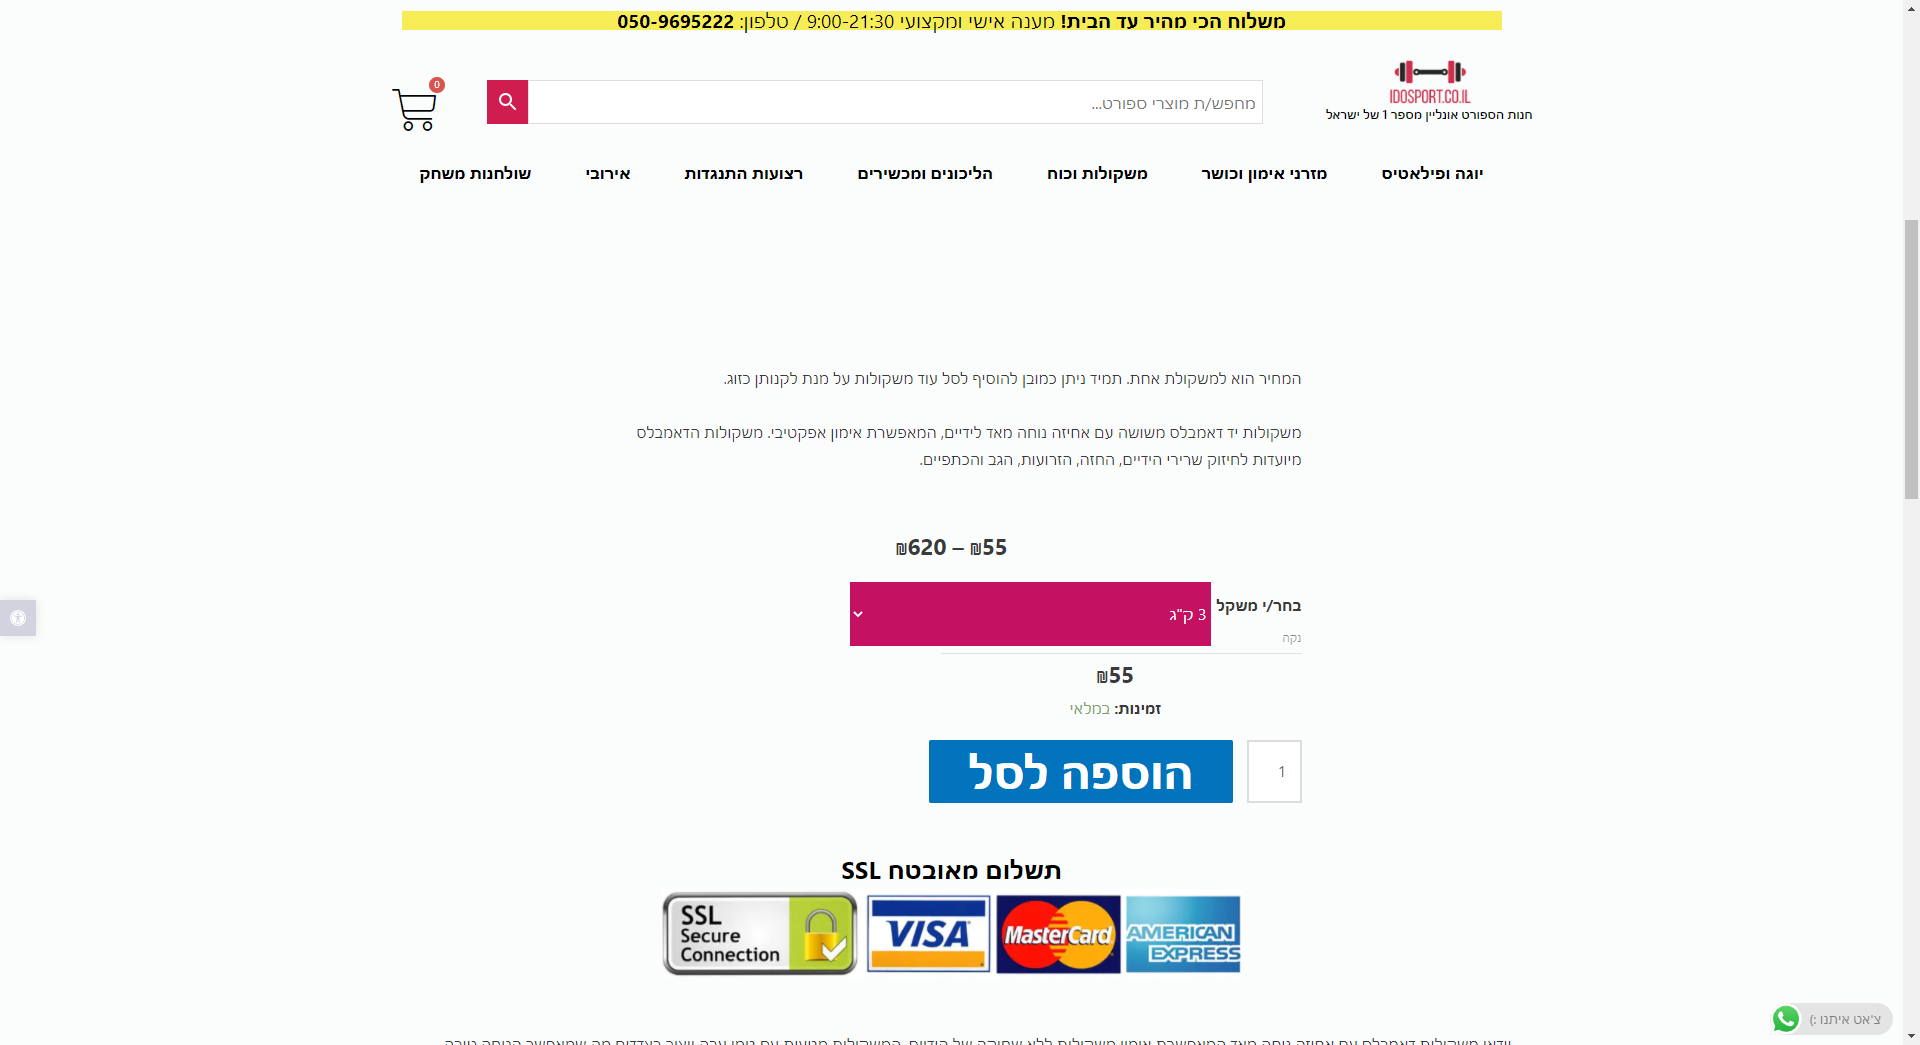 משלוח הכי מהיר עד הבית! מענה אישי ומקצועי 9:00-21:30 / טלפון: 050-9695222
IDOSPORT.CO.IL
חנות הספורט אונליין מספר 1 של ישראל
מחפש/ת מוצרי ספורט...
0
יוגה ופילאטיס
מזרני אימון וכושר
משקולות וכוח
הליכונים ומכשירים
רצועות התנגדות
אירובי
שולחנות משחק
המחיר הוא למשקולת אחת. תמיד ניתן כמובן להוסיף לסל עוד משקולות על מנת לקנותן כזוג.
משקולות יד דאמבלס משושה עם אחיזה נוחה מאד לידיים, המאפשרת אימון אפקטיבי. משקולות הדאמבלס
מיועדות לחיזוק שרירי הידיים, החזה, הזרועות, הגב והכתפיים.
55₪ – 620₪
בחר/י משקל
3 ק"ג
נקה
55₪
זמינות: במלאי
1
הוספה לסל
תשלום מאובטח SSL
SSL
Secure
Connection
VISA
MasterCard
AMERICAN
EXPRESS
צ'אט איתנו :)